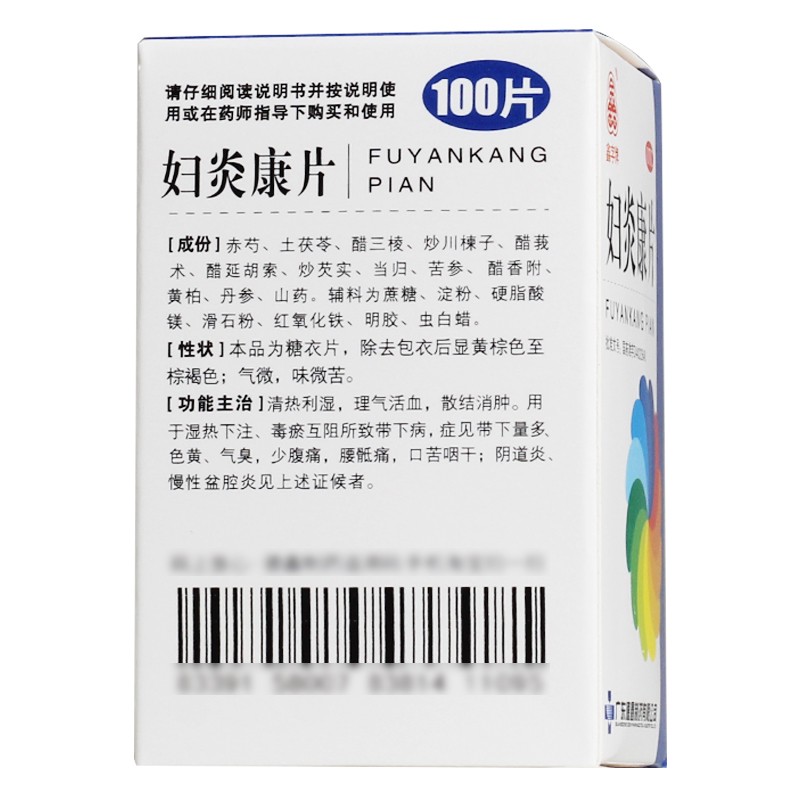 请仔细阅读说明书并按说明使
用或在药师指导下购买和使用
100片
妇炎康片
FUYANKANG
PIAN
[成份]赤芍、土茯苓、醋三棱、炒川楝子、醋莪
术、醋延胡索、炒芡实、当归、苦参、醋香附、
黄柏、丹参、山药。辅料为蔗糖、淀粉、硬脂酸
镁、滑石粉、红氧化铁、明胶、虫白蜡。
[性状]本品为糖衣片，除去包衣后显黄棕色至
棕褐色；气微，味微苦。
[功能主治]清热利湿，理气活血，散结消肿。用
于湿热下注、毒瘀互阻所致带下病，症见带下量多、
色黄、气臭，少腹痛，腰骶痛，口苦咽干；阴道炎、
慢性盆腔炎见上述证候者。
妇炎康片
FUYANKANG PIAN